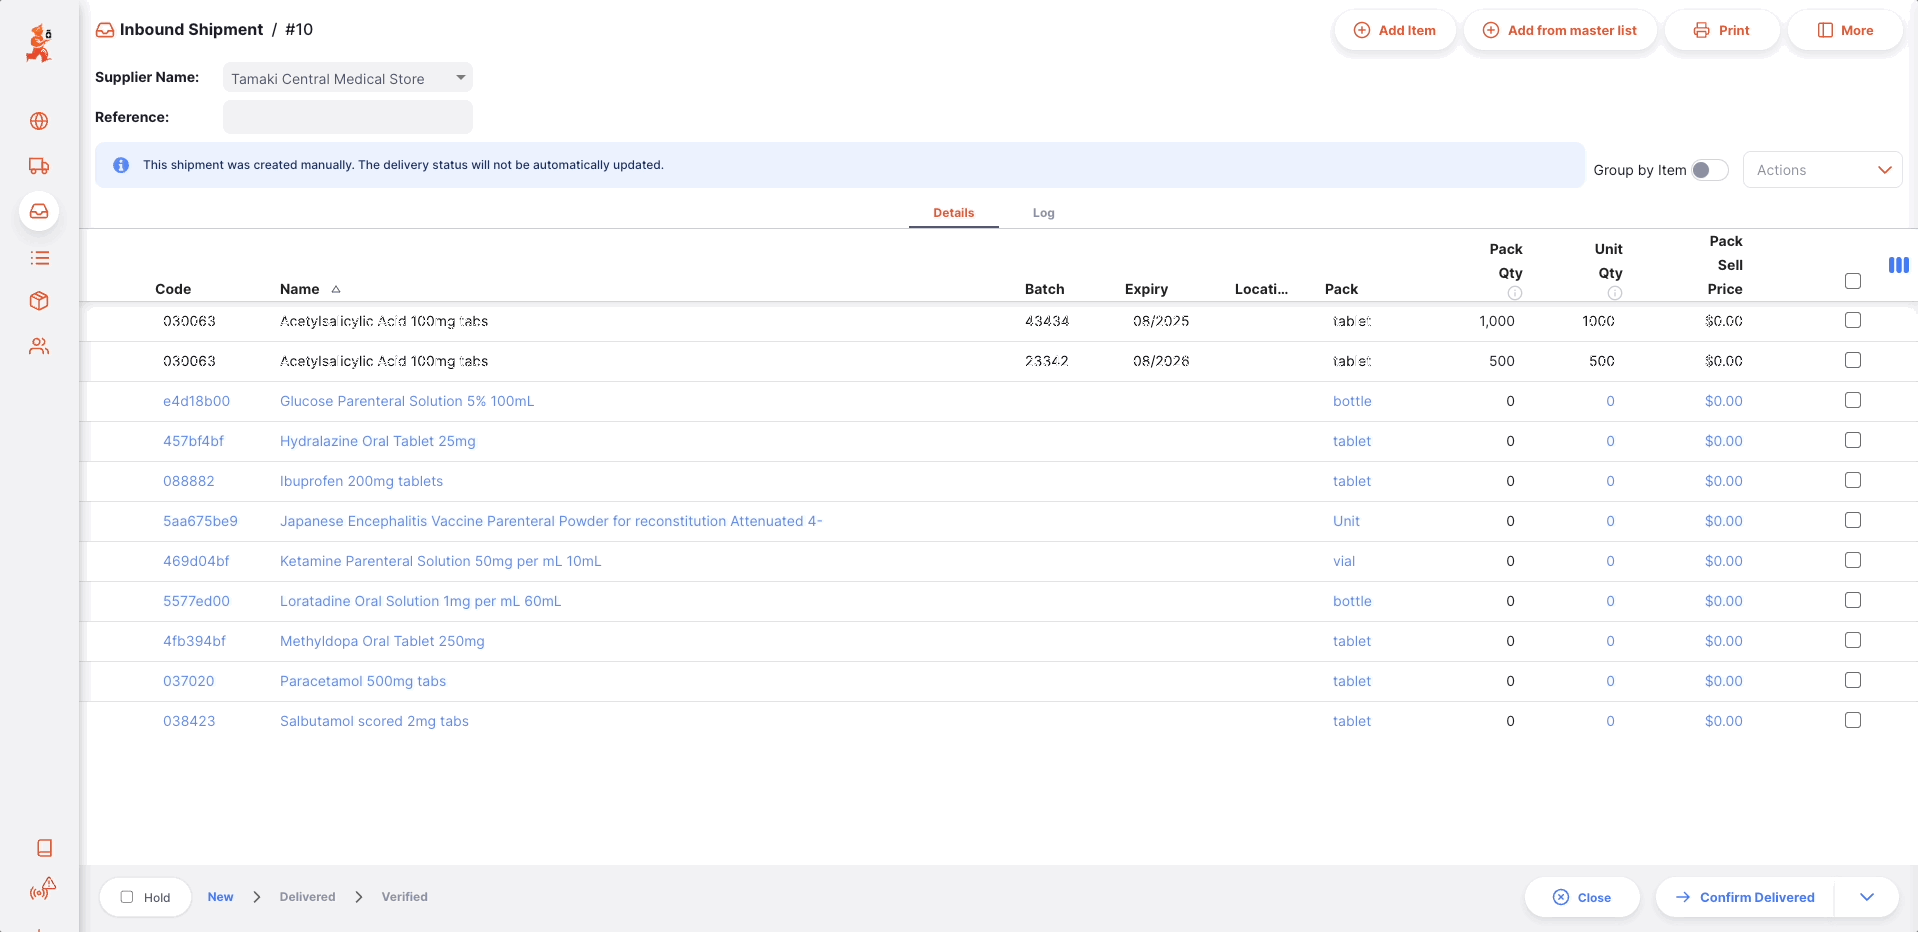 Inbound Shipment / #10
Add Item
Add from master list
Print
More
Supplier Name: Tamaki Central Medical Store
Reference:
This shipment was created manually. The delivery status will not be automatically updated.
Group by Item
Actions
Details Log
Code Name Batch Expiry Locati... Pack Pack Qty Unit Qty Pack Sell Price
030063 Acetylsalicylic Acid 100mg tabs 43434 08/2025 tablet 1,000 1000 $0.00
030063 Acetylsalicylic Acid 100mg tabs 23342 08/2026 tablet 500 500 $0.00
e4d18b00 Glucose Parenteral Solution 5% 100mL bottle 0 0 $0.00
457bf4bf Hydralazine Oral Tablet 25mg tablet 0 0 $0.00
088882 Ibuprofen 200mg tablets tablet 0 0 $0.00
5aa675be9 Japanese Encephalitis Vaccine Parenteral Powder for reconstitution Attenuated 4- Unit 0 0 $0.00
469d04bf Ketamine Parenteral Solution 50mg per mL 10mL vial 0 0 $0.00
5577ed00 Loratadine Oral Solution 1mg per mL 60mL bottle 0 0 $0.00
4fb394bf Methyldopa Oral Tablet 250mg tablet 0 0 $0.00
037020 Paracetamol 500mg tabs tablet 0 0 $0.00
038423 Salbutamol scored 2mg tabs tablet 0 0 $0.00
Hold New Delivered Verified
Close
Confirm Delivered